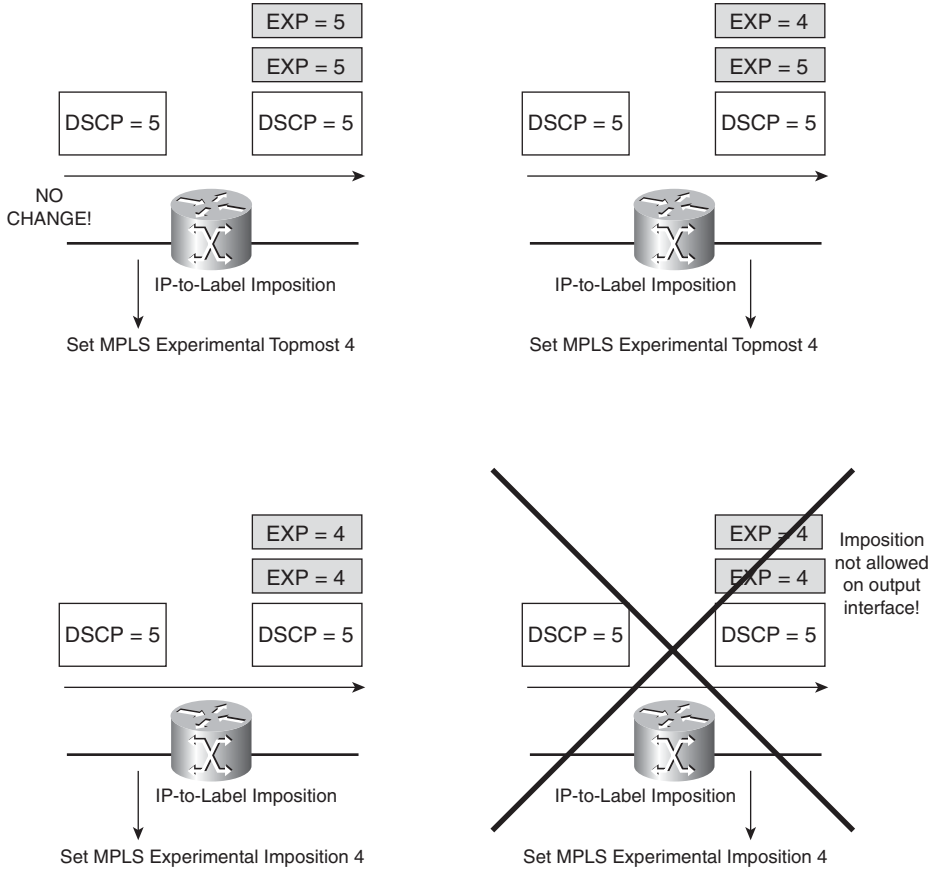 EXP = 5
EXP = 5
DSCP = 5
DSCP = 5
NO
CHANGE!
IP-to-Label Imposition
Set MPLS Experimental Topmost 4
EXP = 4
EXP = 5
DSCP = 5
DSCP = 5
IP-to-Label Imposition
Set MPLS Experimental Topmost 4
EXP = 4
EXP = 4
DSCP = 5
DSCP = 5
IP-to-Label Imposition
Set MPLS Experimental Imposition 4
EXP = 4
EXP = 4
Imposition
not allowed
on output
interface!
DSCP = 5
DSCP = 5
IP-to-Label Imposition
Set MPLS Experimental Imposition 4